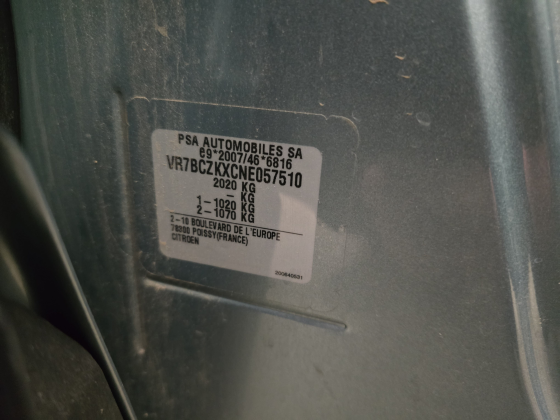 PSA AUTOMOBILES SA
e9*2007/46*6816
VR7BCZKXCNE057510
2020 KG
- KG
1-1020 KG
2-1070 KG
2-10 BOULEVARD DE L'EUROPE
78300 POISSY(FRANCE)
CITROEN